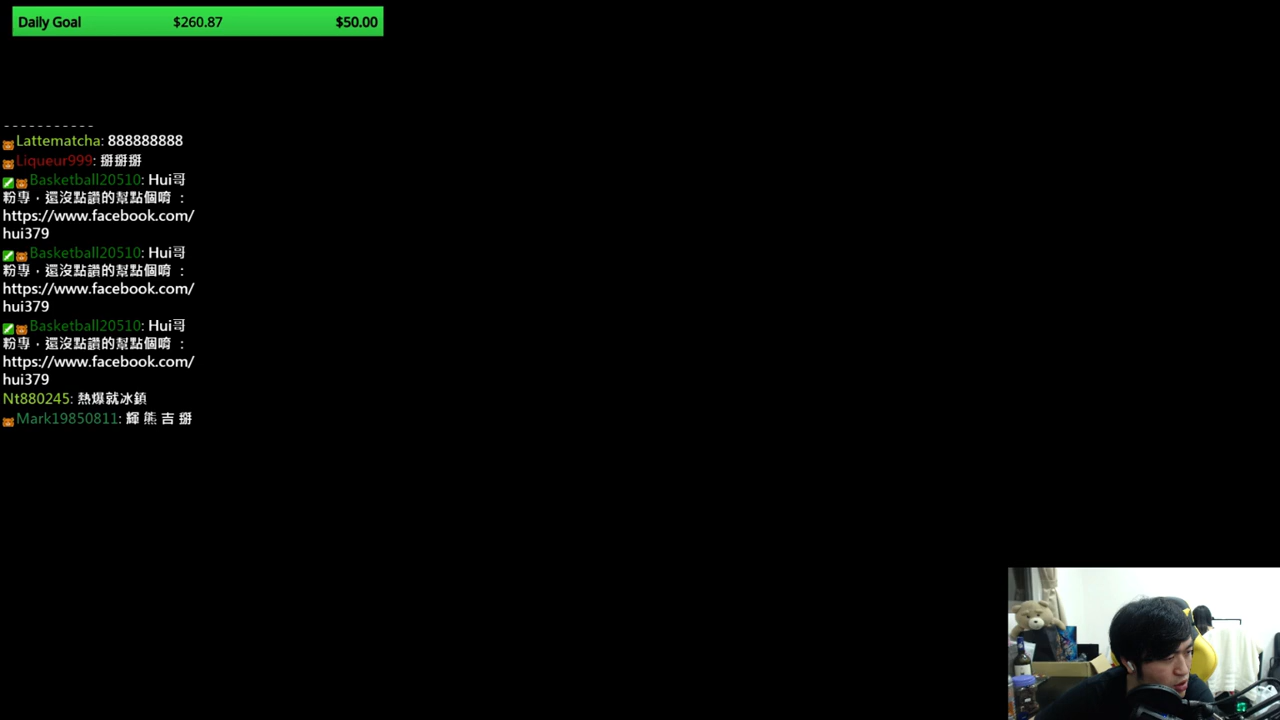 Daily Goal $260.87 $50.00
-----------
Lattematcha: 888888888
Liqueur999: 掰掰掰
Basketball20510: Hui哥
粉專，還沒點讚的幫點個唷 ：
https://www.facebook.com/
hui379
Basketball20510: Hui哥
粉專，還沒點讚的幫點個唷 ：
https://www.facebook.com/
hui379
Basketball20510: Hui哥
粉專，還沒點讚的幫點個唷 ：
https://www.facebook.com/
hui379
Nt880245: 熱爆就冰鎮
Mark19850811: 輝 熊 吉 掰